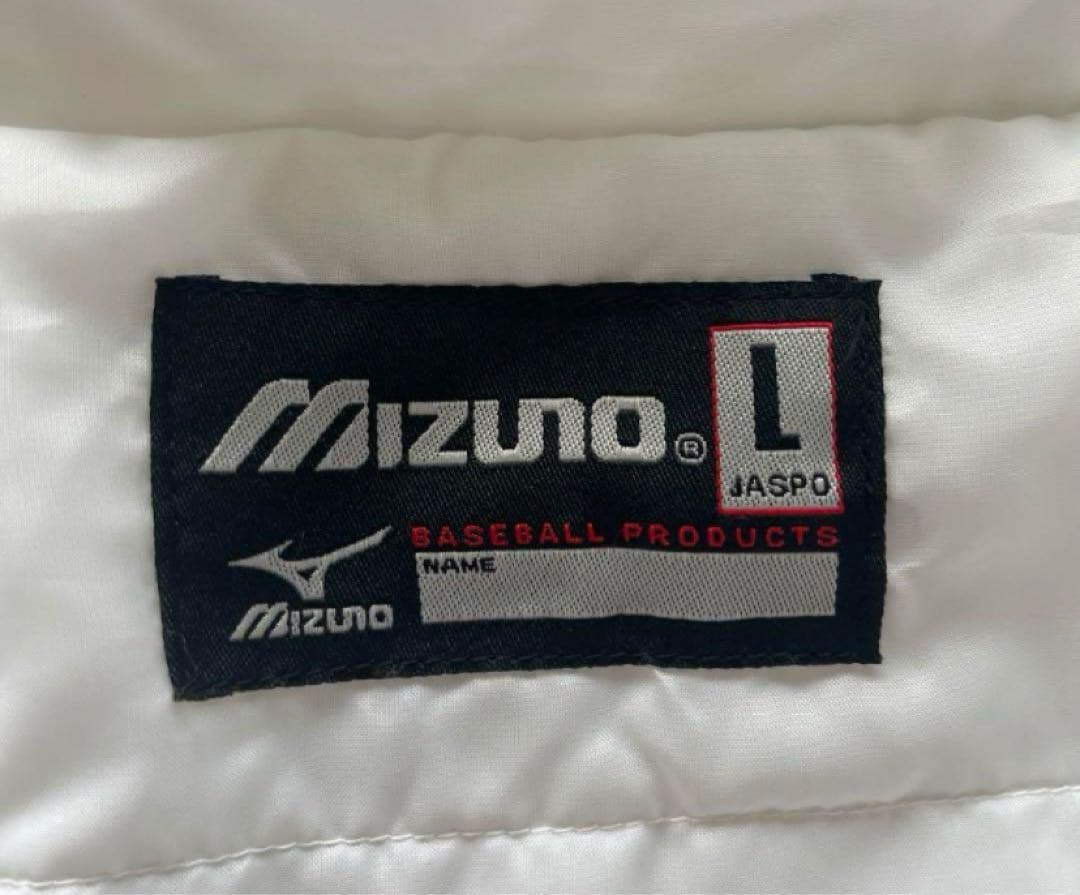 MIZUNO®
L
JASPO
BASEBALL PRODUCTS
NAME
MIZUNO